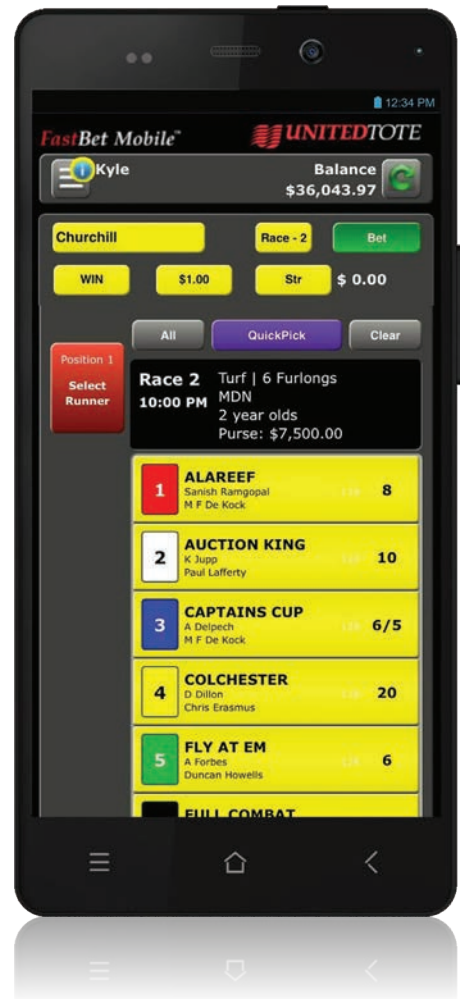 12:34 PM
FastBet Mobile™ UNITEDTOTE
Kyle Balance
$36,043.97
Churchill Race - 2 Bet
WIN $1.00 Str $ 0.00
All QuickPick Clear
Position 1
Select
Runner
Race 2 Turf | 6 Furlongs
10:00 PM MDN
2 year olds
Purse: $7,500.00
1 ALAREEF
Sanish Ramgopal 8
M F De Kock
2 AUCTION KING
K Jupp 10
Paul Lafferty
3 CAPTAINS CUP
A Delpech 6/5
M F De Kock
4 COLCHESTER
D Dillon 20
Chris Erasmus
5 FLY AT EM
A Forbes 6
Duncan Howells
FULL COMBAT